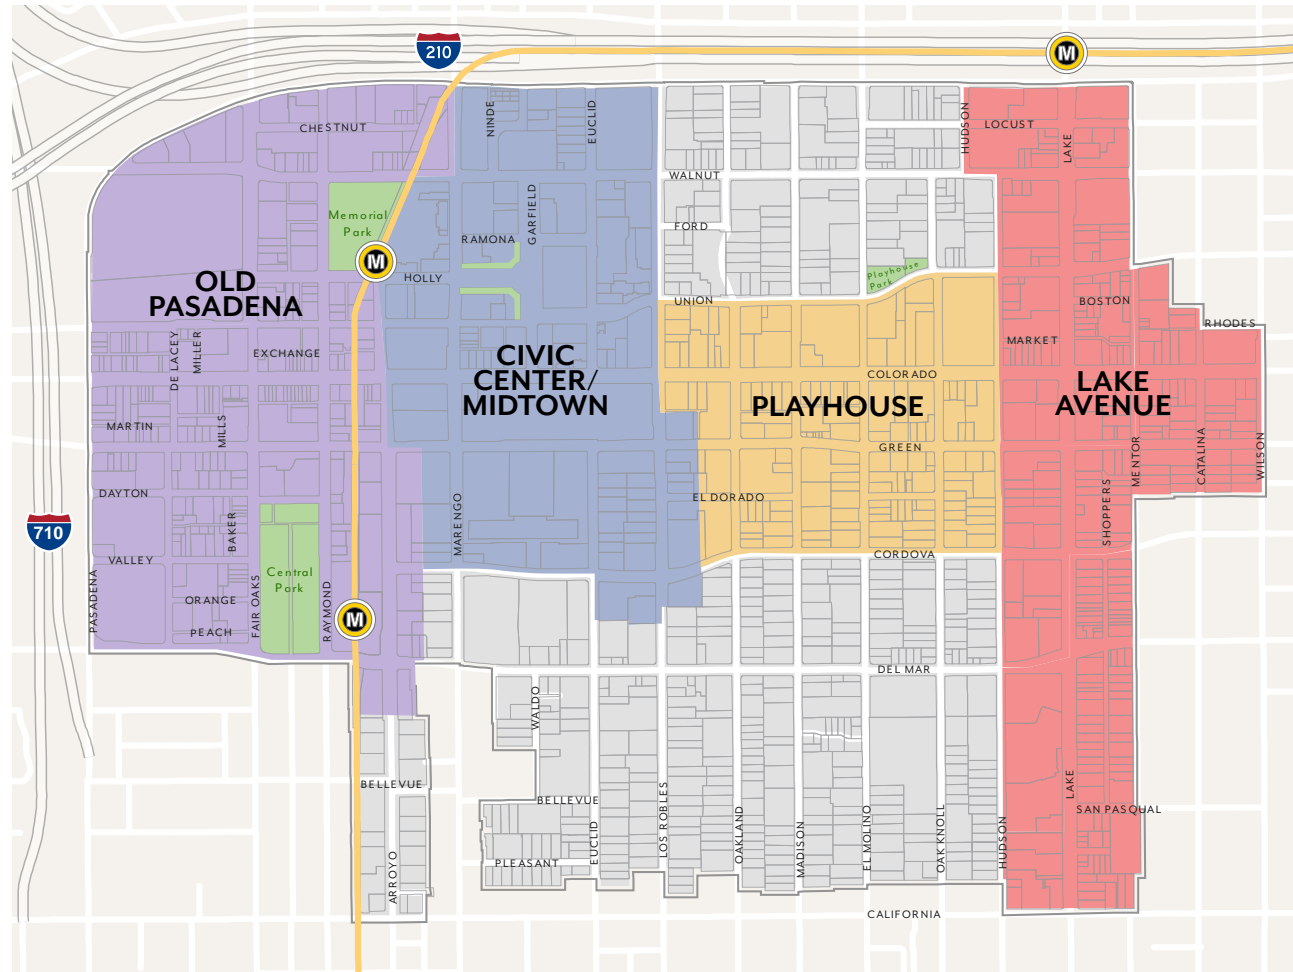 210
M
NINDE
EUCLID
HUDSON
LOCUST
LAKE
CHESTNUT
WALNUT
Memorial
Park
GARFIELD
FORD
RAMONA
M
HOLLY
OLD
PASADENA
Playhouse
Park
UNION
BOSTON
RHODES
DE LACEY
MILLER
EXCHANGE
MARKET
CIVIC
CENTER/
MIDTOWN
COLORADO
PLAYHOUSE
LAKE
AVENUE
MARTIN
MILLS
GREEN
MENTOR
CATALINA
WILSON
DAYTON
EL DORADO
MARENGO
SHOPPERS
710
BAKER
VALLEY
CORDOVA
Central
Park
PASADENA
ORANGE
FAIR OAKS
RAYMOND
PEACH
M
DEL MAR
WALDO
BELLEVUE
BELLEVUE
LAKE
SAN PASQUAL
EUCLID
LOS ROBLES
OAKLAND
MADISON
EL MOLINO
OAK KNOLL
HUDSON
PLEASANT
ARROYO
CALIFORNIA